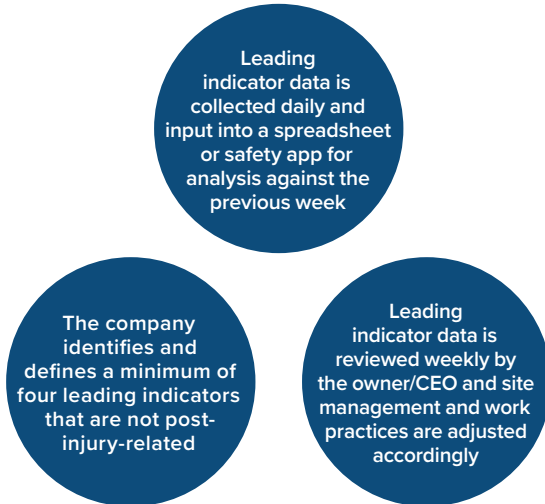 Leading
indicator data is
collected daily and
input into a spreadsheet
or safety app for
analysis against the
previous week
The company
identifies and
defines a minimum of
four leading indicators
that are not post-
injury-related
Leading
indicator data is
reviewed weekly by
the owner/CEO and site
management and work
practices are adjusted
accordingly